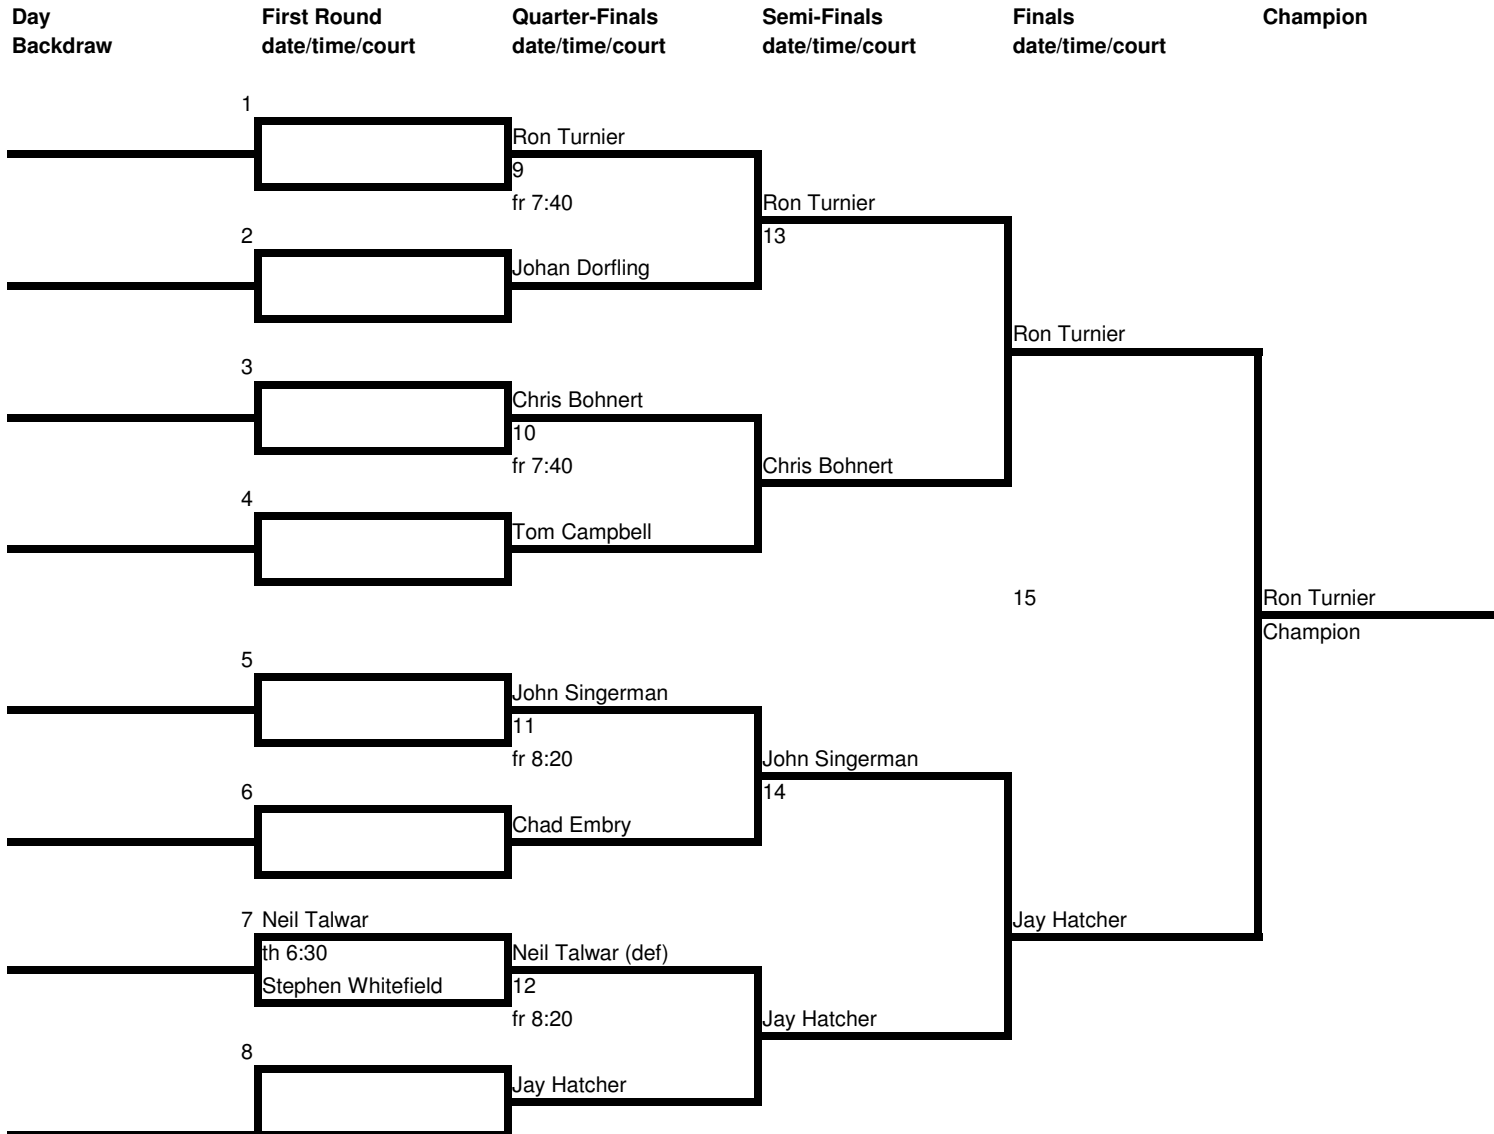 Day First Round Quarter-Finals Semi-Finals Finals Champion
Backdraw date/time/court date/time/court date/time/court date/time/court
1
Ron Turnier
9
fr 7:40
Ron Turnier
2
13
Johan Dorfling
Ron Turnier
3
Chris Bohnert
10
fr 7:40
Chris Bohnert
4
Tom Campbell
15
Ron Turnier
Champion
5
John Singerman
11
fr 8:20
John Singerman
6
14
Chad Embry
7 Neil Talwar
Jay Hatcher
th 6:30
Neil Talwar (def)
Stephen Whitefield
12
fr 8:20
Jay Hatcher
8
Jay Hatcher